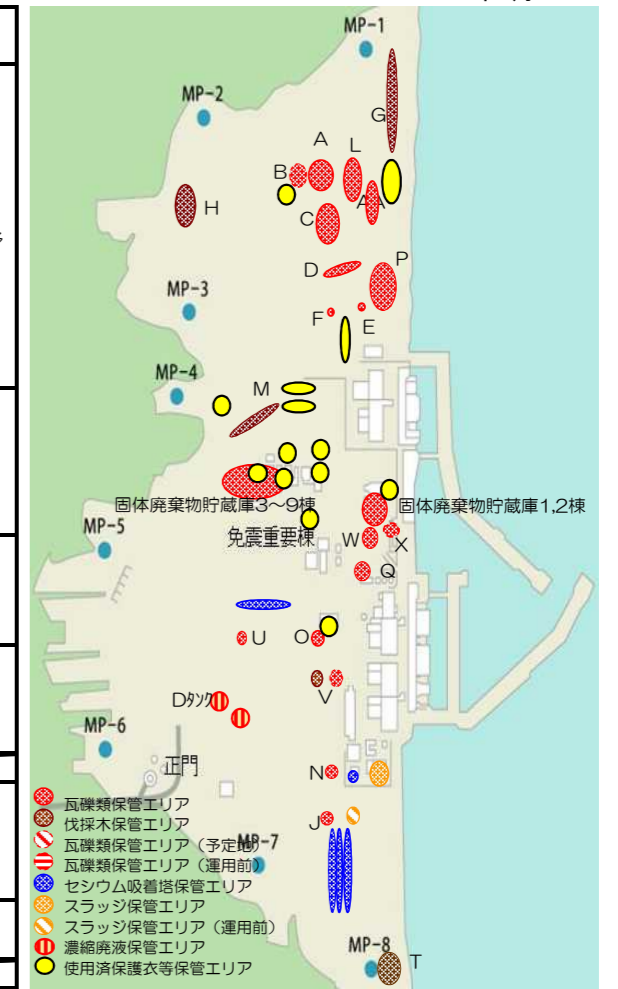 MP-1
MP-2
G
A
L
B
AA
H
C
P
D
MP-3
F
E
MP-4
M
固体廃棄物貯蔵庫3〜9棟
固体廃棄物貯蔵庫1,2棟
MP-5
免震重要棟
W
X
Q
U
O
Dタンク
V
MP-6
正門
N
J
瓦礫類保管エリア
伐採木保管エリア
瓦礫類保管エリア（予定地）
MP-7
瓦礫類保管エリア（運用前）
セシウム吸着塔保管エリア
スラッジ保管エリア
スラッジ保管エリア（運用前）
濃縮廃液保管エリア
使用済保護衣等保管エリア
MP-8
T